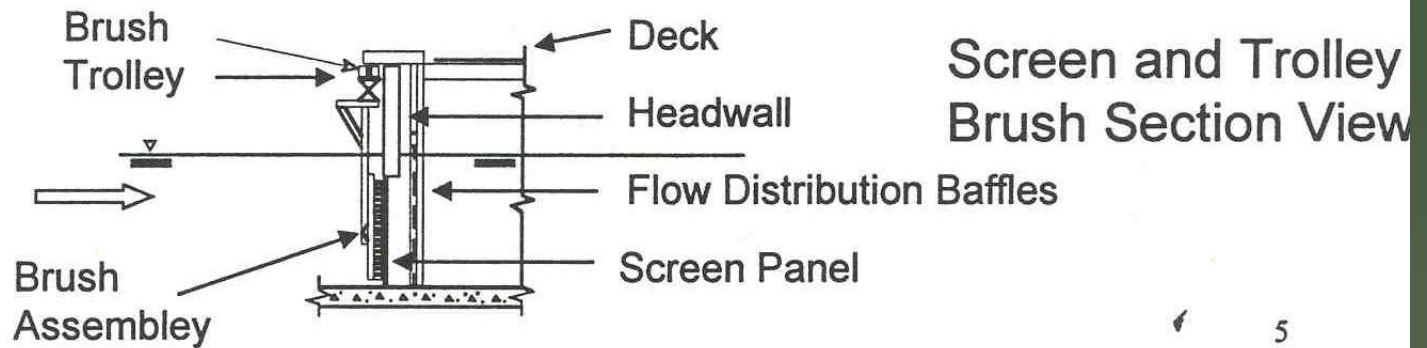 Brush
Trolley
Deck
Screen and Trolley
Brush Section View
Headwall
Flow Distribution Baffles
Screen Panel
Brush
Assembley
5